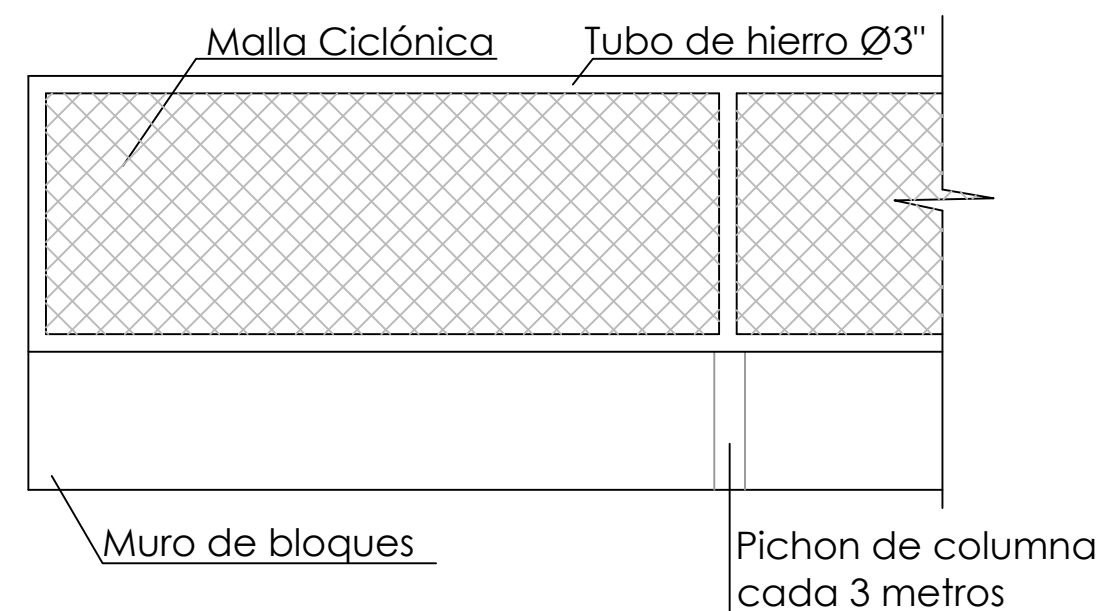 Malla Ciclónica
Tubo de hierro Ø3"
Muro de bloques
Pichon de columna
cada 3 metros